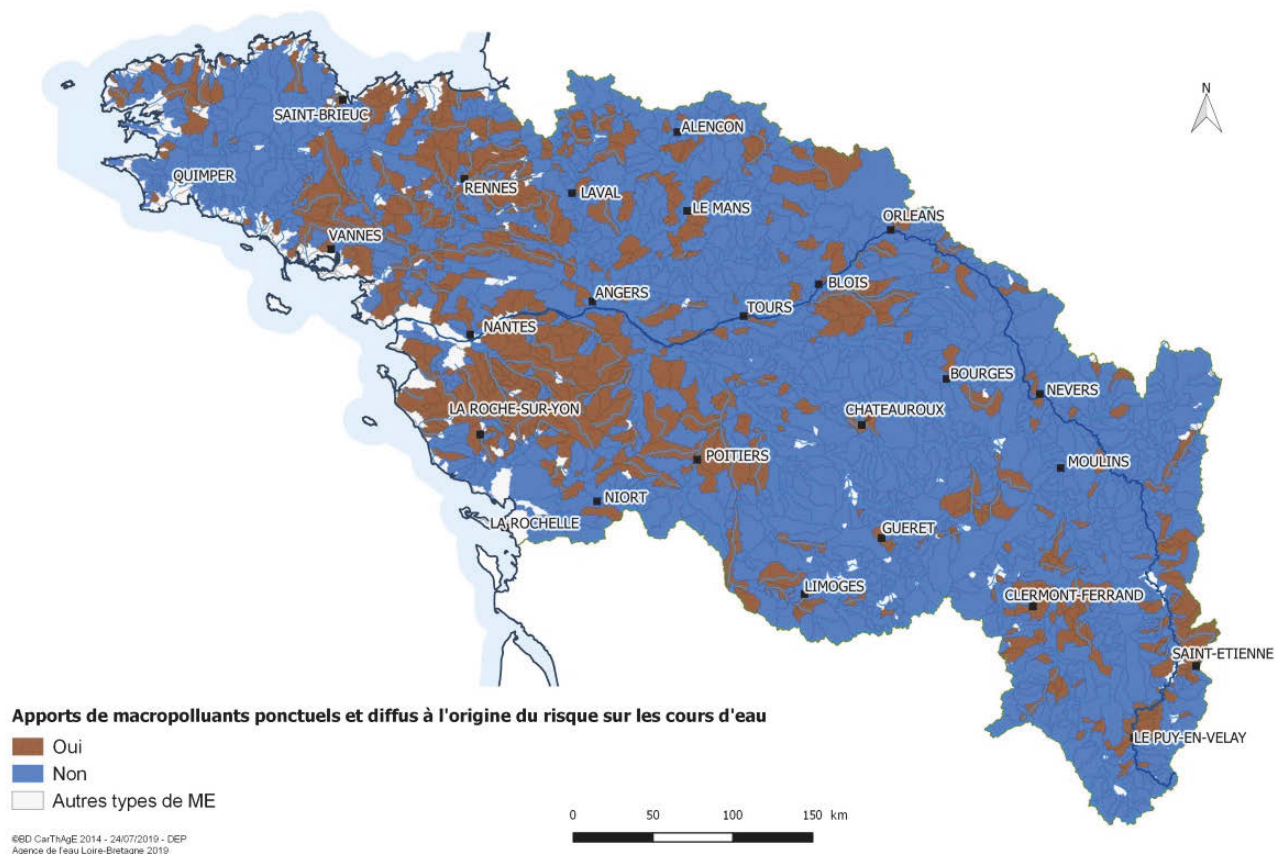 N
SAINT-BRIEUC
ALENCON
QUIMPER
RENNES
LAVAL
LE MANS
ORLEANS
VANNES
BLOIS
ANGERS
TOURS
NANTES
BOURGES
NEVERS
LA ROCHE-SUR-YON
CHATEAUROUX
POITIERS
MOULINS
NIORT
LA ROCHELLE
GUERET
LIMOGES
CLERMONT-FERRAND
SAINT-ETIENNE
LE PUY-EN-VELAY
Apports de macropolluants ponctuels et diffus à l'origine du risque sur les cours d'eau
Oui
Non
Autres types de ME
0 50 100 150 km
©BD CarThAgE 2014 - 24/07/2019 - DEP
Agence de l'eau Loire-Bretagne 2019